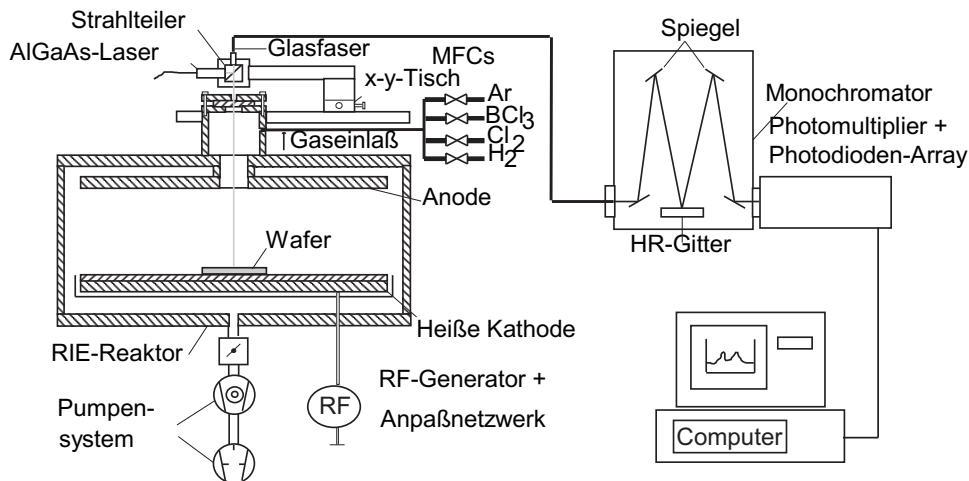 Strahlteiler
AlGaAs-Laser
Glasfaser
MFCs
x-y-Tisch
Ar
BCl3
Cl2
H2
Gaseinlaß
Spiegel
Monochromator
Photomultiplier +
Photodioden-Array
HR-Gitter
Anode
Wafer
Heiße Kathode
RIE-Reaktor
RF-Generator +
Anpaßnetzwerk
RF
Pumpen-
system
Computer